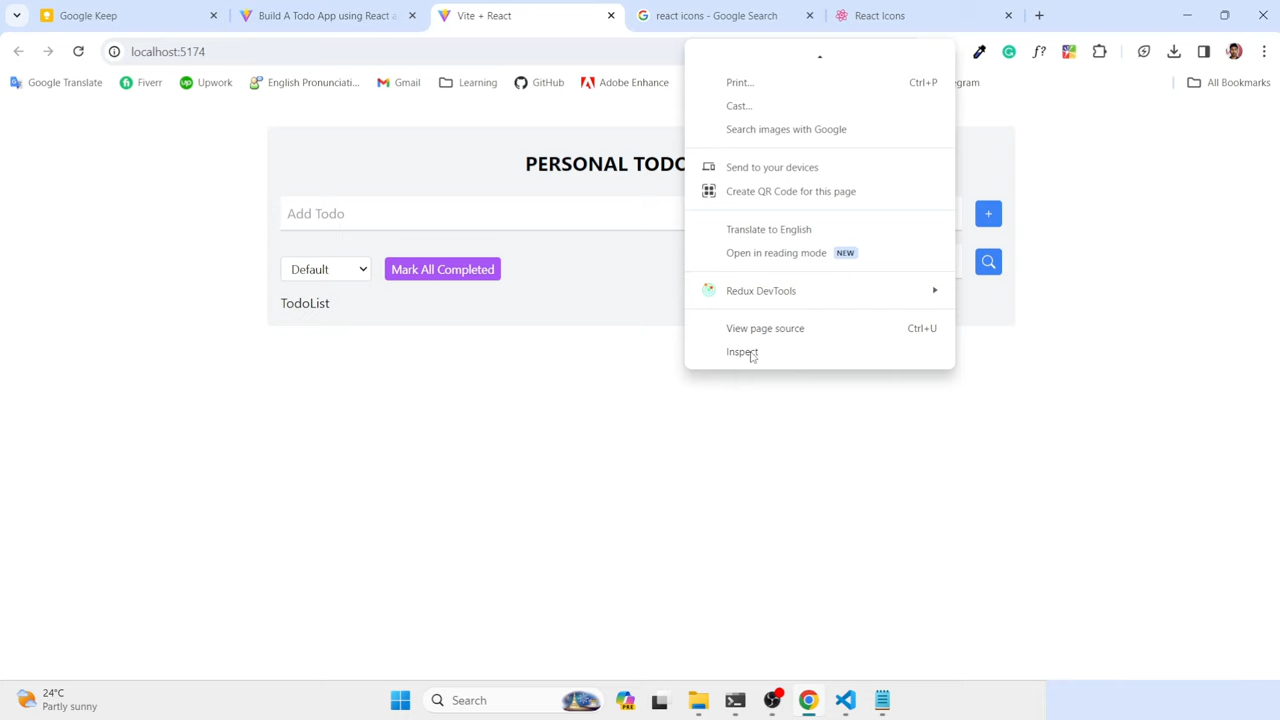 Google Keep
Build A Todo App using React a
Vite + React
react icons - Google Search
React Icons
localhost:5174
Google Translate
Fiverr
Upwork
English Pronunciati...
Gmail
Learning
GitHub
Adobe Enhance
egram
All Bookmarks
Print...
Ctrl+P
Cast...
Search images with Google
Send to your devices
Create QR Code for this page
Translate to English
Open in reading mode NEW
Redux DevTools
View page source
Ctrl+U
Inspect
PERSONAL TODO
Add Todo
+
Default
Mark All Completed
TodoList
24°C
Partly sunny
Search
PRE